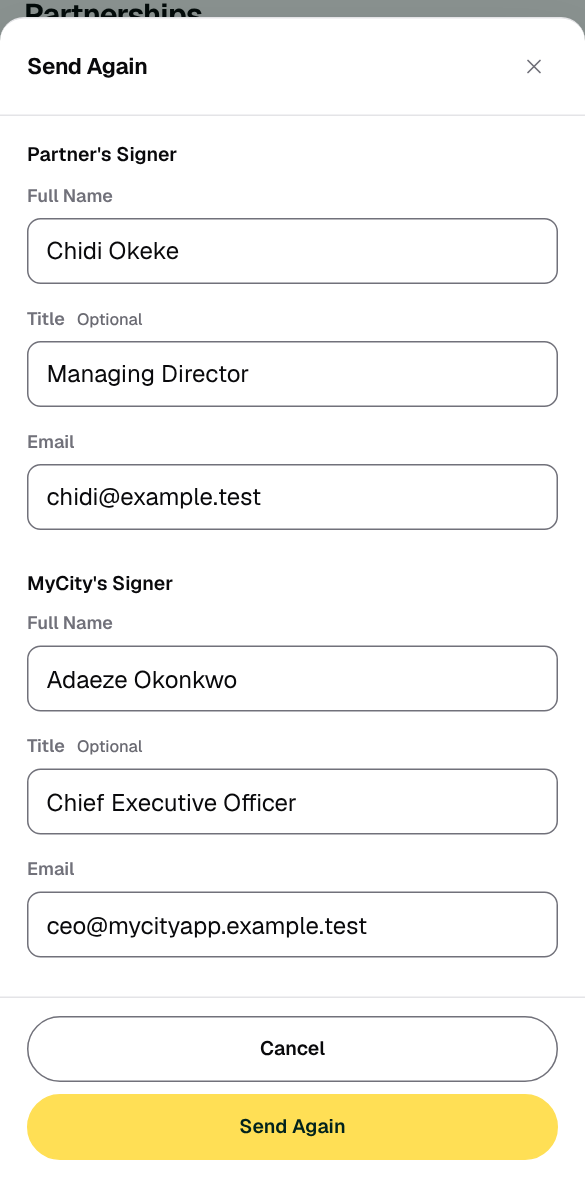 Partnerships
Send Again
Partner's Signer
Full Name
Chidi Okeke
Title Optional
Managing Director
Email
chidi@example.test
MyCity's Signer
Full Name
Adaeze Okonkwo
Title Optional
Chief Executive Officer
Email
ceo@mycityapp.example.test
Cancel
Send Again